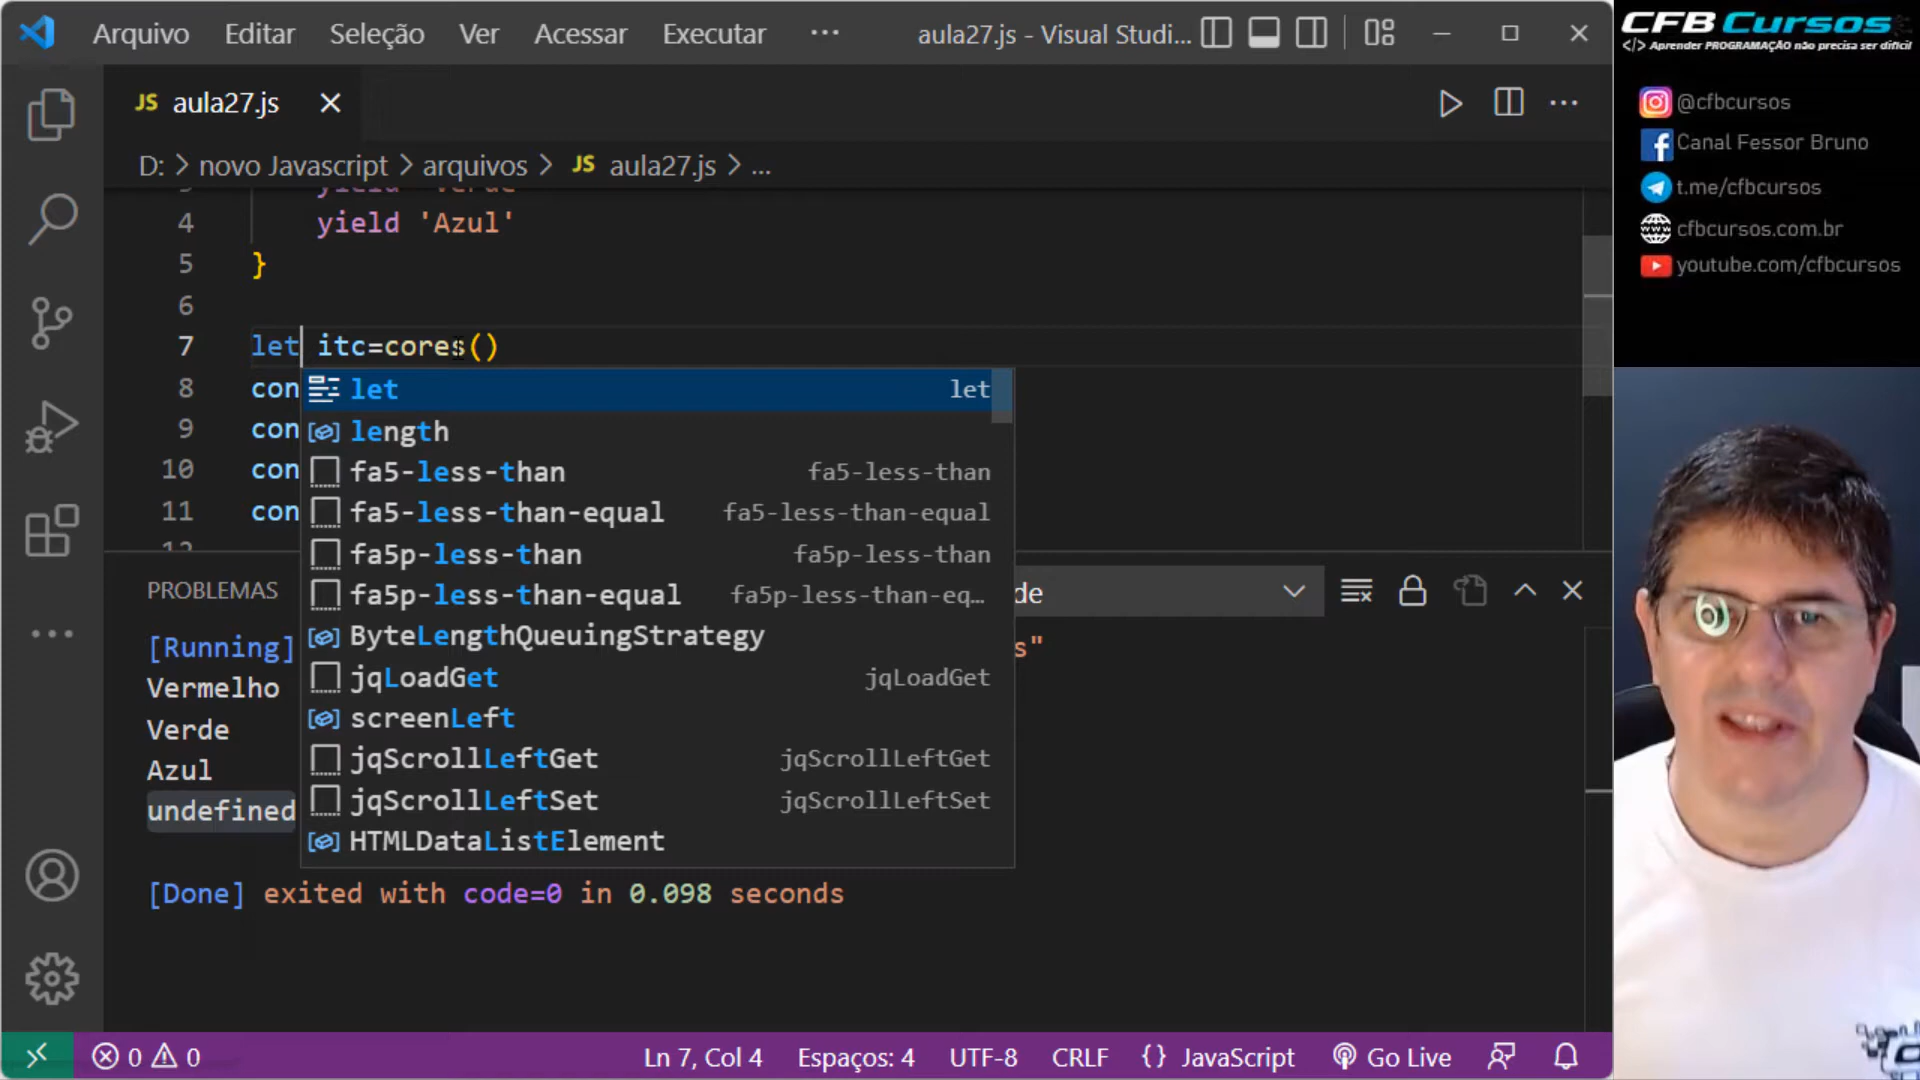 Arquivo Editar Seleção Ver Acessar Executar ··· aula27.js - Visual Studi...
CFB Cursos
</> Aprender PROGRAMAÇÃO não precisa ser difícil
JS aula27.js
@cfbcursos
Canal Fessor Bruno
t.me/cfbcursos
cfbcursos.com.br
youtube.com/cfbcursos
D: > novo Javascript > arquivos > JS aula27.js > ...
4 yield 'Azul'
5 }
6
7 let itc=cores()
8 con
9 con
10 con
11 con
let let
length
fa5-less-than fa5-less-than
fa5-less-than-equal fa5-less-than-equal
fa5p-less-than fa5p-less-than
fa5p-less-than-equal fa5p-less-than-eq…
ByteLengthQueuingStrategy
jqLoadGet jqLoadGet
screenLeft
jqScrollLeftGet jqScrollLeftGet
jqScrollLeftSet jqScrollLeftSet
HTMLDataListElement
PROBLEMAS de
[Running] s"
Vermelho
Verde
Azul
undefined
[Done] exited with code=0 in 0.098 seconds
0 0 Ln 7, Col 4 Espaços: 4 UTF-8 CRLF {} JavaScript Go Live